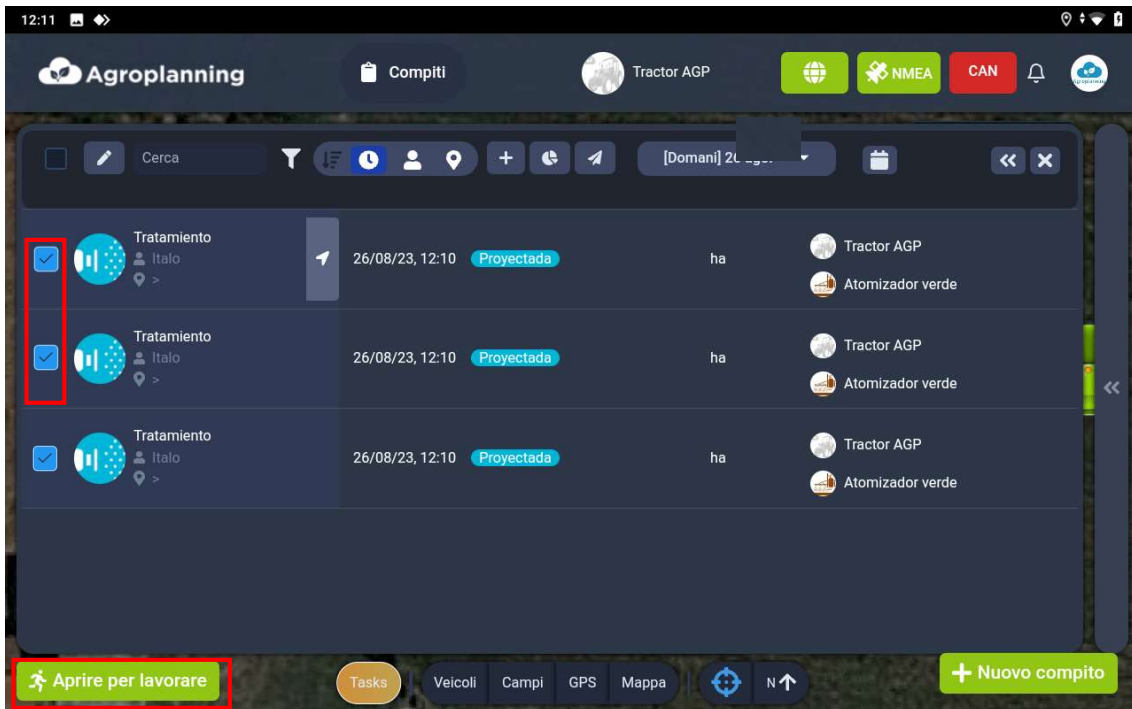 12:11
Agroplanning
Compiti
Tractor AGP
NMEA
CAN
Cerca
[Domani]
Tratamiento
Italo
>
26/08/23, 12:10 Proyectada
ha
Tractor AGP
Atomizador verde
Tratamiento
Italo
>
26/08/23, 12:10 Proyectada
ha
Tractor AGP
Atomizador verde
Tratamiento
Italo
>
26/08/23, 12:10 Proyectada
ha
Tractor AGP
Atomizador verde
Aprire per lavorare
Tasks
Veicoli Campi GPS Mappa
N
+ Nuovo compito